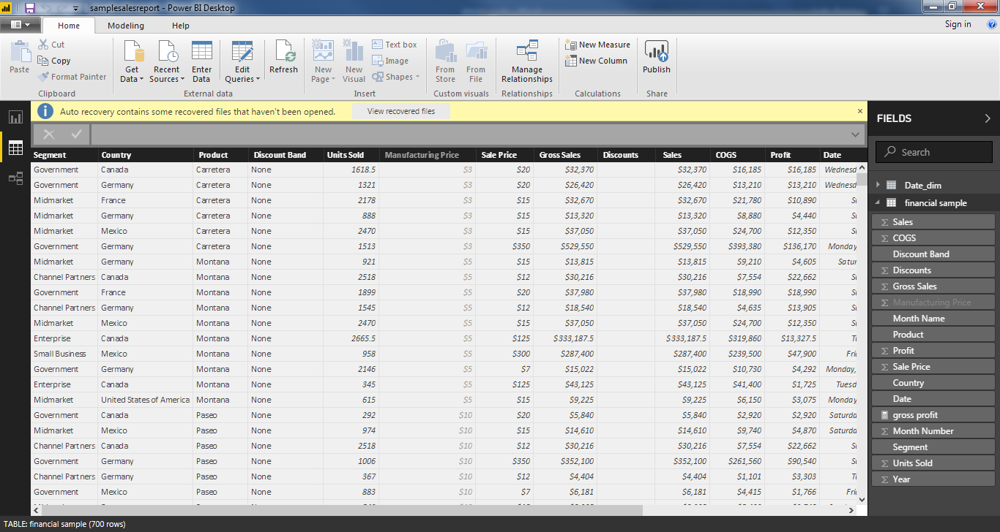 samplesalesreport - Power BI Desktop
Home Modeling Help Sign in
Paste Cut Copy Format Painter
Clipboard
Get Data Recent Sources Enter Data Edit Queries
External data
Refresh
New Page New Visual Text box Image Shapes
Insert
From Store From File
Custom visuals
Manage Relationships
Relationships
New Measure New Column
Calculations
Publish
Share
Auto recovery contains some recovered files that haven't been opened. View recovered files
Segment Country Product Discount Band Units Sold Manufacturing Price Sale Price Gross Sales Discounts Sales COGS Profit Date
Government Canada Carretera None 1618.5 $3 $20 $32,370 $32,370 $16,185 $16,185 Wednesd
Government Germany Carretera None 1321 $3 $20 $26,420 $26,420 $13,210 $13,210 Wednesd
Midmarket France Carretera None 2178 $3 $15 $32,670 $32,670 $21,780 $10,890
Midmarket Germany Carretera None 888 $3 $15 $13,320 $13,320 $8,880 $4,440
Midmarket Mexico Carretera None 2470 $3 $15 $37,050 $37,050 $24,700 $12,350
Government Germany Carretera None 1513 $3 $350 $529,550 $529,550 $393,380 $136,170 Monday
Midmarket Germany Montana None 921 $5 $15 $13,815 $13,815 $9,210 $4,605 Satur
Channel Partners Canada Montana None 2518 $5 $12 $30,216 $30,216 $7,554 $22,662
Government France Montana None 1899 $5 $20 $37,980 $37,980 $18,990 $18,990
Channel Partners Germany Montana None 1545 $5 $12 $18,540 $18,540 $4,635 $13,905
Midmarket Mexico Montana None 2470 $5 $15 $37,050 $37,050 $24,700 $12,350
Enterprise Canada Montana None 2665.5 $5 $125 $333,187.5 $333,187.5 $319,860 $13,327.5
Small Business Mexico Montana None 958 $5 $300 $287,400 $287,400 $239,500 $47,900 Fri
Government Germany Montana None 2146 $5 $7 $15,022 $15,022 $10,730 $4,292 Monday,
Enterprise Canada Montana None 345 $5 $125 $43,125 $43,125 $41,400 $1,725 Tuesd
Midmarket United States of America Montana None 615 $5 $15 $9,225 $9,225 $6,150 $3,075 Monday
Government Canada Paseo None 292 $10 $20 $5,840 $5,840 $2,920 $2,920 Saturda
Midmarket Mexico Paseo None 974 $10 $15 $14,610 $14,610 $9,740 $4,870 Saturda
Channel Partners Canada Paseo None 2518 $10 $12 $30,216 $30,216 $7,554 $22,662
Government Germany Paseo None 1006 $10 $350 $352,100 $352,100 $261,560 $90,540
Channel Partners Germany Paseo None 367 $10 $12 $4,404 $4,404 $1,101 $3,303
Government Mexico Paseo None 883 $10 $7 $6,181 $6,181 $4,415 $1,766 Fri
FIELDS
Search
Date_dim
financial sample
Sales
COGS
Discount Band
Discounts
Gross Sales
Manufacturing Price
Month Name
Product
Profit
Sale Price
Country
Date
gross profit
Month Number
Segment
Units Sold
Year
TABLE: financial sample (700 rows)